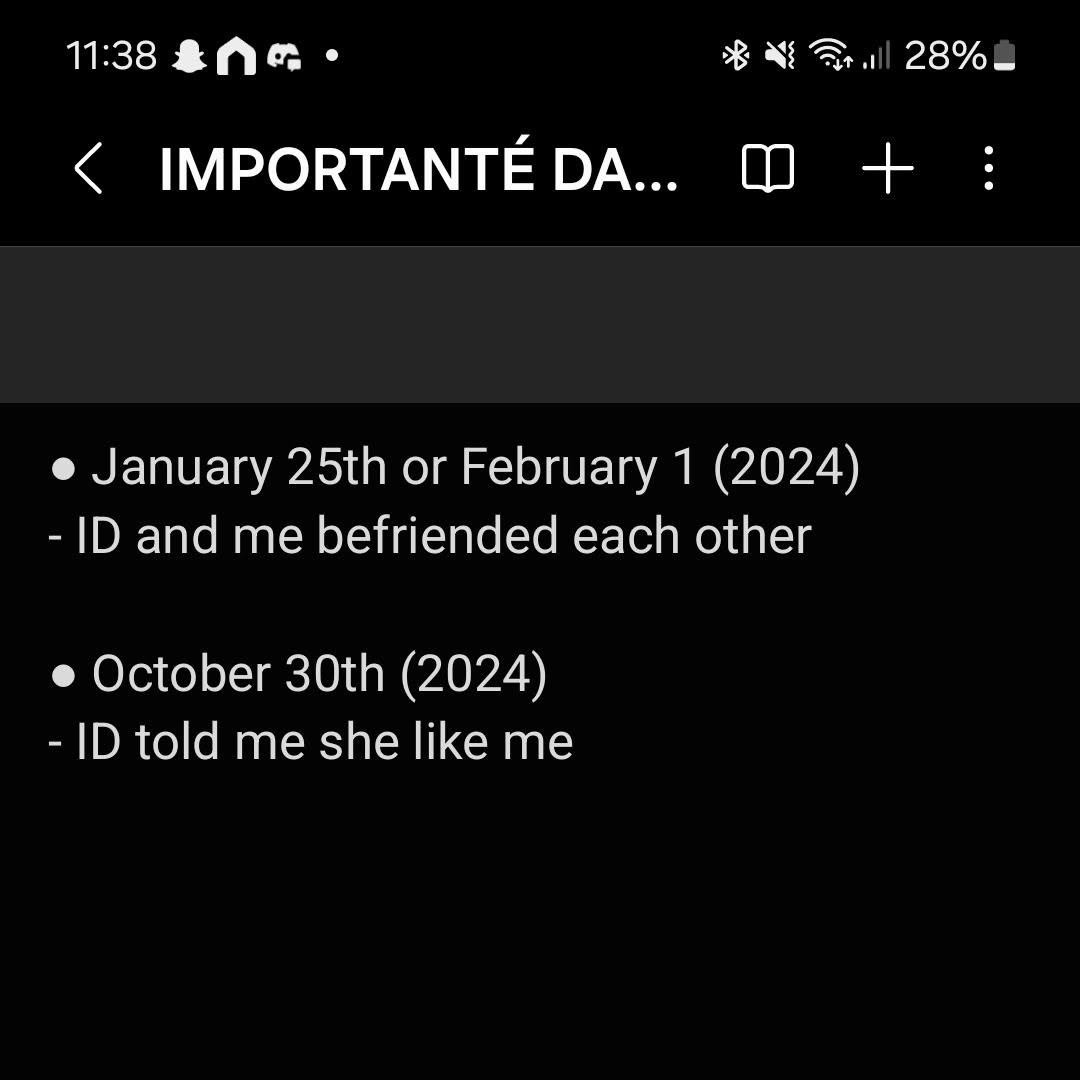 11:38 28%
IMPORTANTÉ DA...
● January 25th or February 1 (2024)
- ID and me befriended each other
● October 30th (2024)
- ID told me she like me